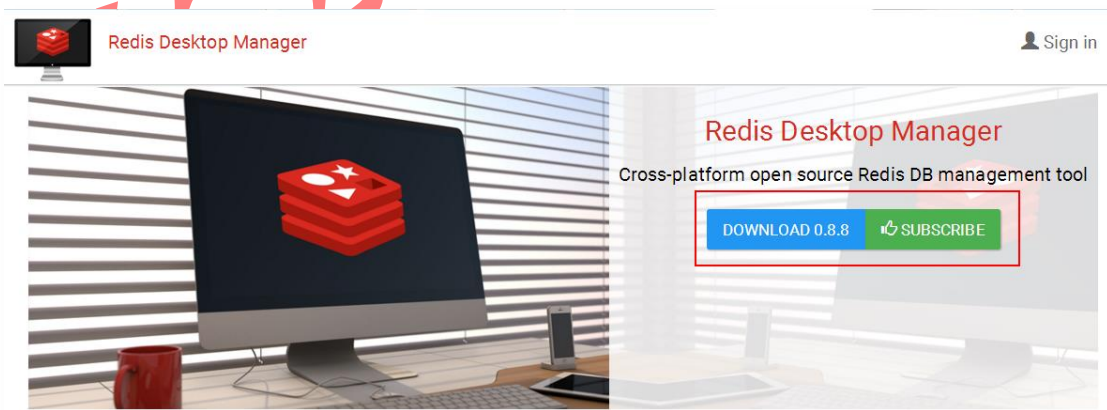 Redis Desktop Manager
Sign in
Redis Desktop Manager
Cross-platform open source Redis DB management tool
DOWNLOAD 0.8.8
SUBSCRIBE